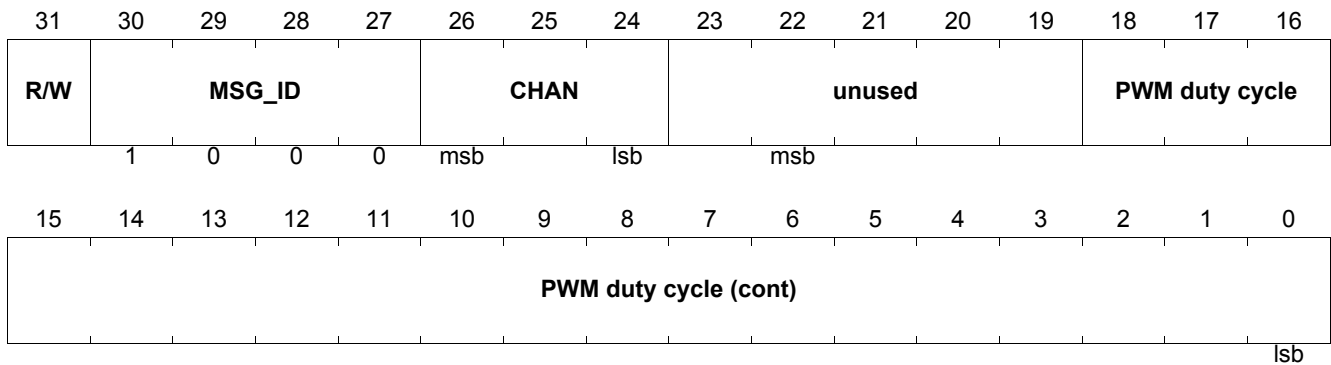 31 30 29 28 27 26 25 24 23 22 21 20 19 18 17 16
R/W MSG_ID CHAN unused PWM duty cycle
1 0 0 0 msb lsb msb
15 14 13 12 11 10 9 8 7 6 5 4 3 2 1 0
PWM duty cycle (cont)
lsb